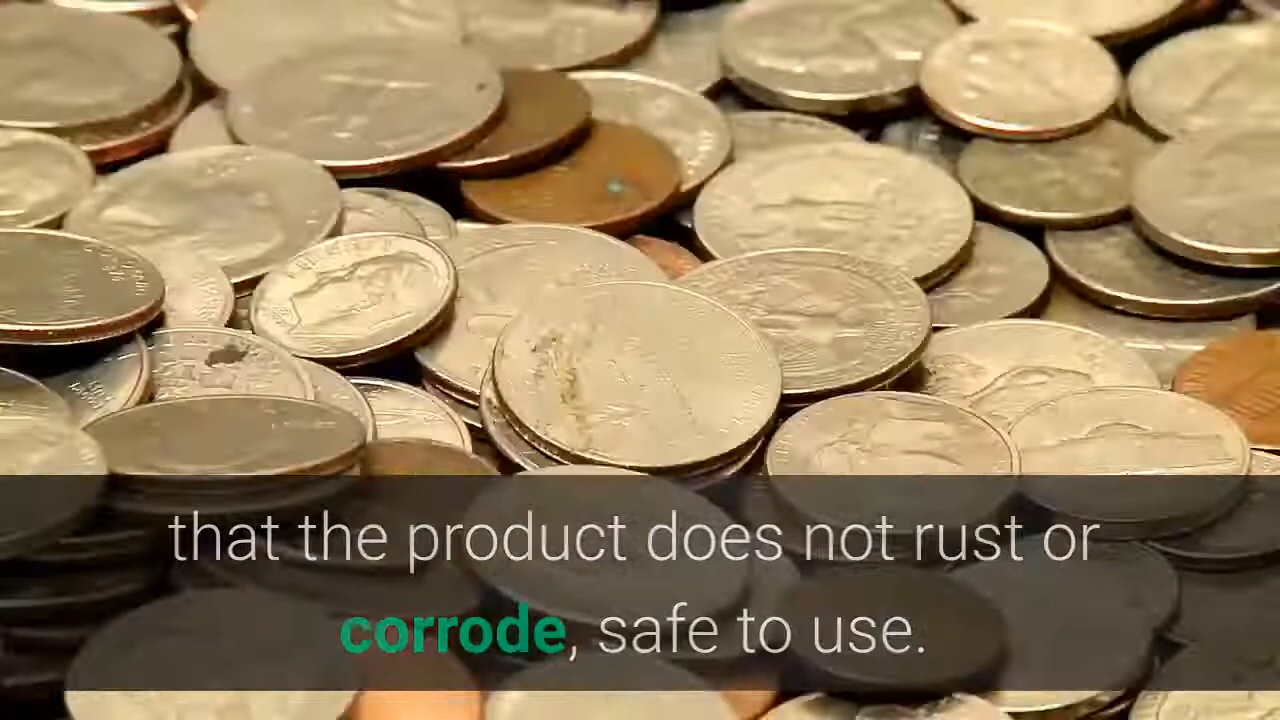 that the product does not rust or
corrode, safe to use.